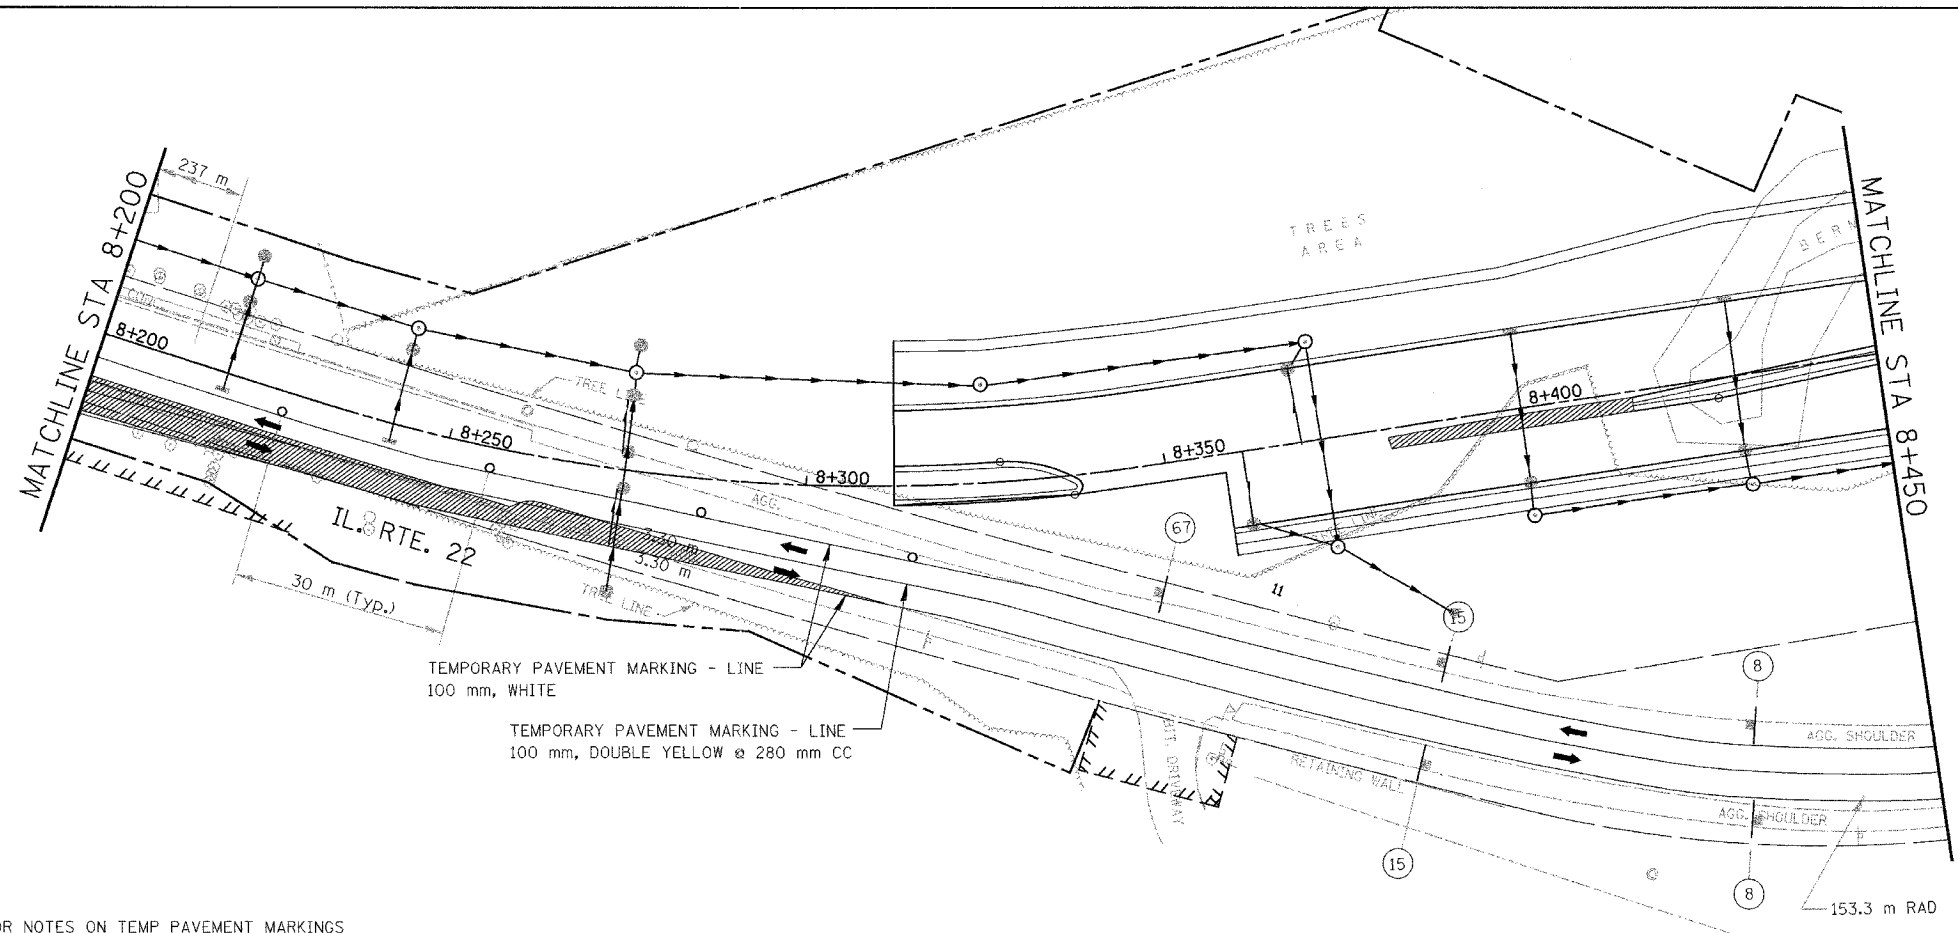 237 m
MATCHLINE STA 8+200
8+200
TREES
AREA
TREE LINE
8+250
8+300
8+350
8+400
MATCHLINE STA 8+450
AGG.
IL. RTE. 22
3.30 m
30 m (Typ.)
TREE LINE
67
11
15
8
TEMPORARY PAVEMENT MARKING - LINE
100 mm, WHITE
TEMPORARY PAVEMENT MARKING - LINE
100 mm, DOUBLE YELLOW @ 280 mm CC
BIT. DRIVEWAY
RETAINING WALL
AGG. SHOULDER
AGG. SHOULDER
15
8
153.3 m RAD
OR NOTES ON TEMP PAVEMENT MARKINGS